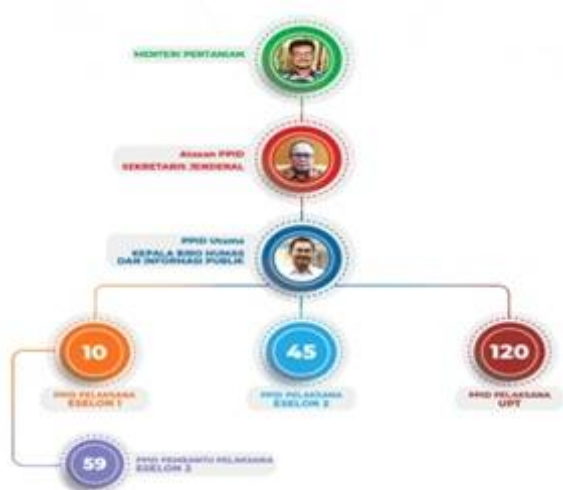 MENTERI PERTANIAN
Atasan PPID
SEKRETARIS JENDERAL
PPID Utama
KEPALA BIRO HUMAS
DAN INFORMASI PUBLIK
10
45
120
PPID PELAKSANA
ESELON 1
PPID PELAKSANA
ESELON 2
PPID PELAKSANA
UPT
59
PPID PEMBANTU PELAKSANA
ESELON 2